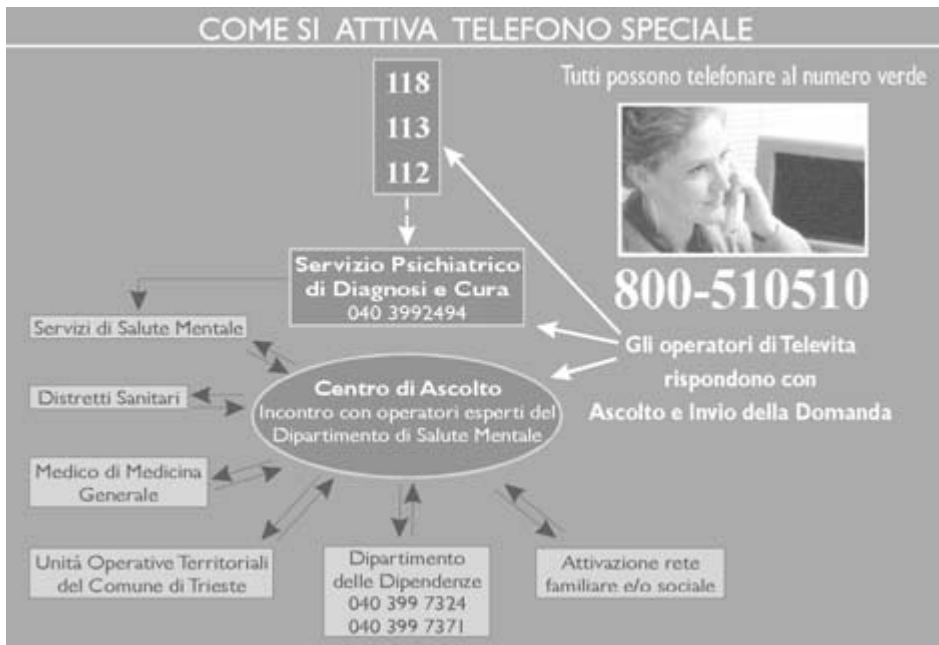 COME SI ATTIVA TELEFONO SPECIALE
Tutti possono telefonare al numero verde
118
113
112
800-510510
Gli operatori di Televita
rispondono con
Ascolto e Invio della Domanda
Servizio Psichiatrico
di Diagnosi e Cura
040 3992494
Servizi di Salute Mentale
Centro di Ascolto
Incontro con operatori esperti del
Dipartimento di Salute Mentale
Distretti Sanitari
Medico di Medicina
Generale
Unità Operative Territoriali
del Comune di Trieste
Dipartimento
delle Dipendenze
040 399 7324
040 399 7371
Attivazione rete
familiare e/o sociale